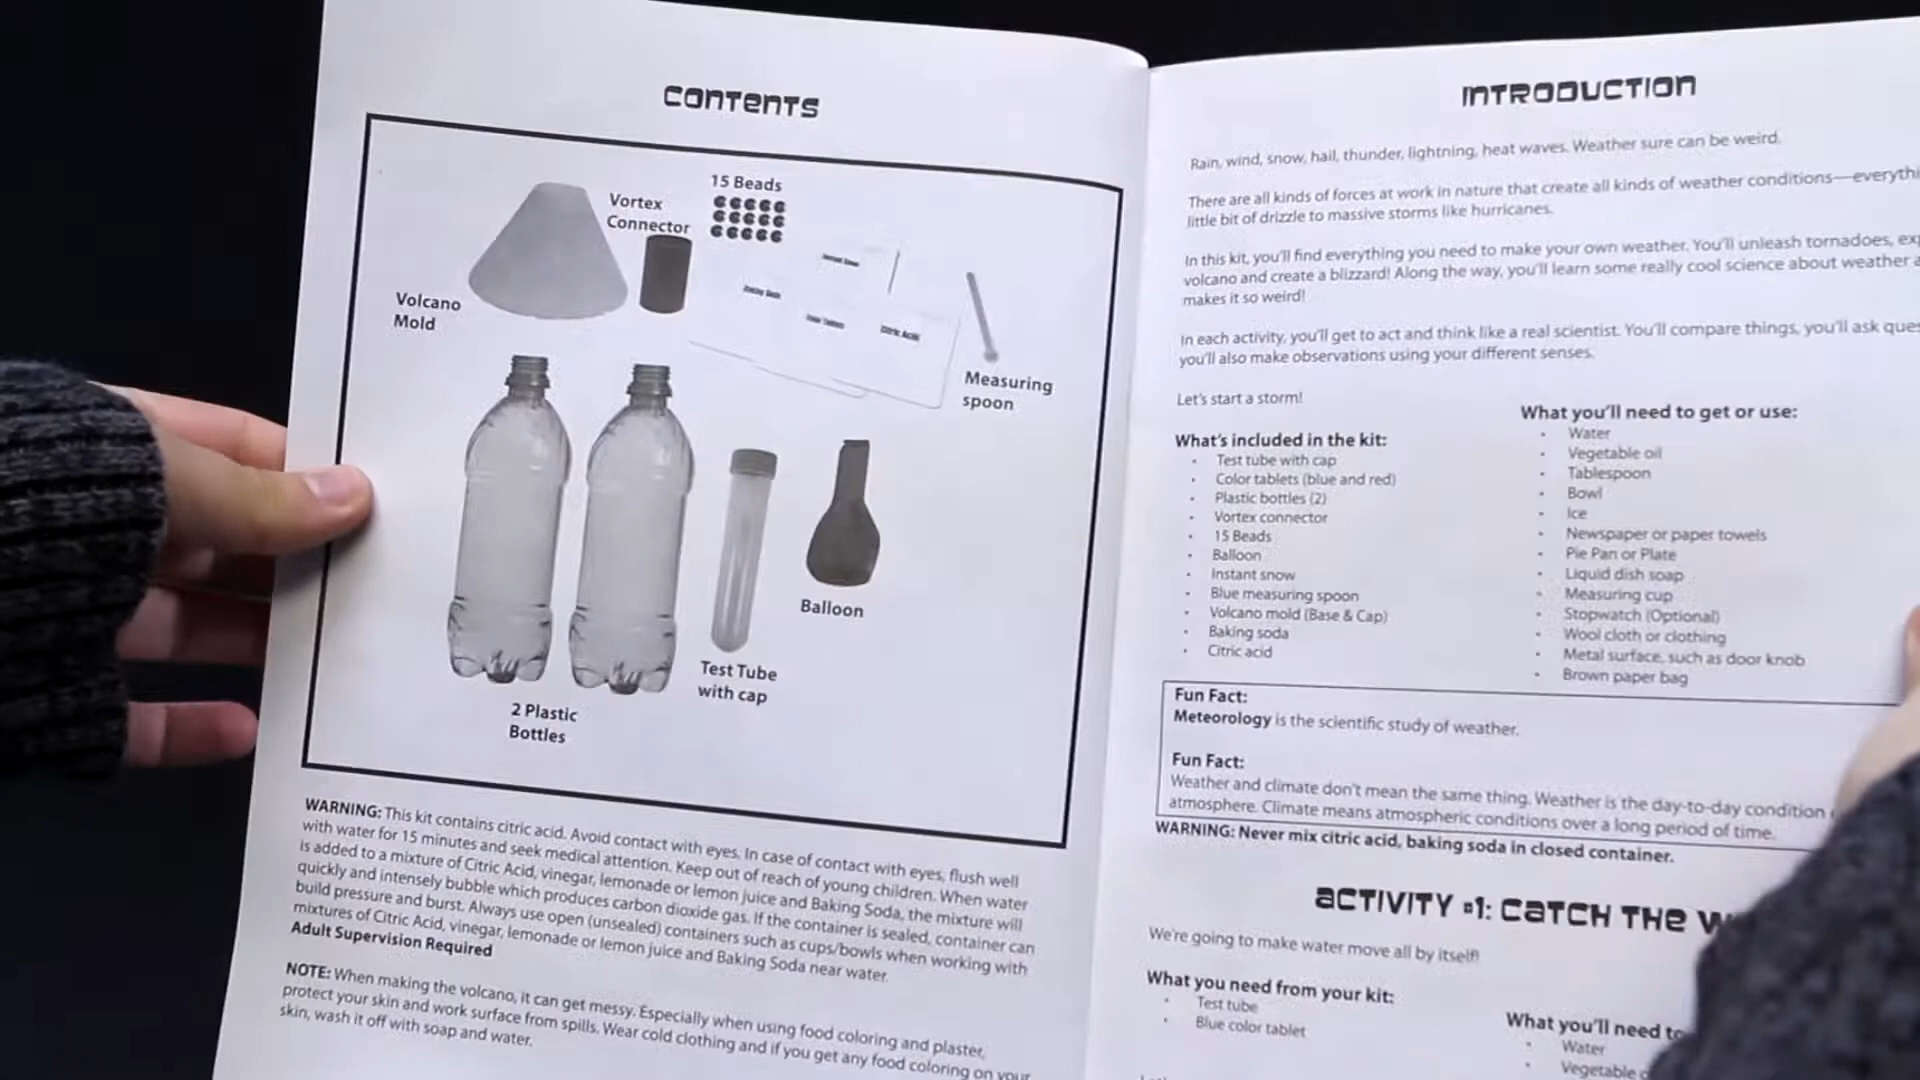 CONTENTS
15 Beads
Vortex
Connector
Volcano
Mold
Instant Snow
Baking Soda
Color Tablets
Citric Acid
Measuring
spoon
Balloon
Test Tube
with cap
2 Plastic
Bottles
WARNING: This kit contains citric acid. Avoid contact with eyes. In case of contact with eyes, flush well
with water for 15 minutes and seek medical attention. Keep out of reach of young children. When water
is added to a mixture of Citric Acid, vinegar, lemonade or lemon juice and Baking Soda, the mixture will
quickly and intensely bubble which produces carbon dioxide gas. If the container is sealed, container can
build pressure and burst. Always use open (unsealed) containers such as cups/bowls when working with
mixtures of Citric Acid, vinegar, lemonade or lemon juice and Baking Soda near water.
Adult Supervision Required
NOTE: When making the volcano, it can get messy. Especially when using food coloring and plaster,
protect your skin and work surface from spills. Wear cold clothing and if you get any food coloring on your
skin, wash it off with soap and water.
INTRODUCTION
Rain, wind, snow, hail, thunder, lightning, heat waves. Weather sure can be weird.
There are all kinds of forces at work in nature that create all kinds of weather conditions—everythi
little bit of drizzle to massive storms like hurricanes.
In this kit, you'll find everything you need to make your own weather. You'll unleash tornadoes, exp
volcano and create a blizzard! Along the way, you'll learn some really cool science about weather a
makes it so weird!
In each activity, you'll get to act and think like a real scientist. You'll compare things, you'll ask ques
you'll also make observations using your different senses.
Let's start a storm!
What's included in the kit:
• Test tube with cap
• Color tablets (blue and red)
• Plastic bottles (2)
• Vortex connector
• 15 Beads
• Balloon
• Instant snow
• Blue measuring spoon
• Volcano mold (Base & Cap)
• Baking soda
• Citric acid
What you'll need to get or use:
• Water
• Vegetable oil
• Tablespoon
• Bowl
• Ice
• Newspaper or paper towels
• Pie Pan or Plate
• Liquid dish soap
• Measuring cup
• Stopwatch (Optional)
• Wool cloth or clothing
• Metal surface, such as door knob
• Brown paper bag
Fun Fact:
Meteorology is the scientific study of weather.
Fun Fact:
Weather and climate don't mean the same thing. Weather is the day-to-day condition
atmosphere. Climate means atmospheric conditions over a long period of time.
WARNING: Never mix citric acid, baking soda in closed container.
ACTIVITY #1: CATCH THE W
We're going to make water move all by itself!
What you need from your kit:
• Test tube
• Blue color tablet
What you'll need to
• Water
• Vegetable